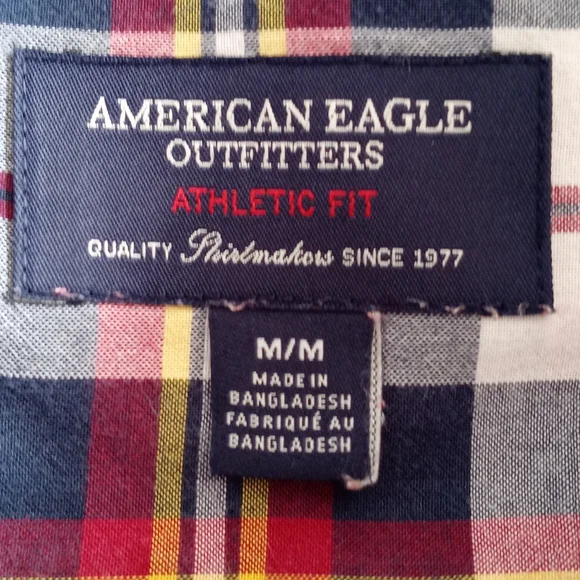 AMERICAN EAGLE
OUTFITTERS
ATHLETIC FIT
QUALITY Shirtmakers SINCE 1977
M/M
MADE IN
BANGLADESH
FABRIQUÉ AU
BANGLADESH